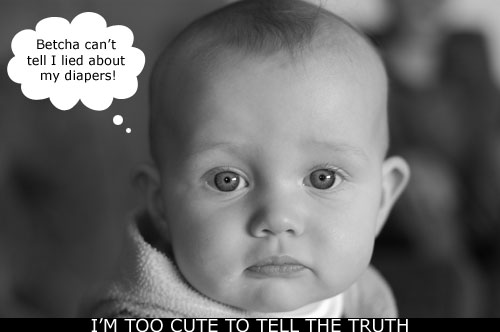 Betcha can't
tell I lied about
my diapers!
I'M TOO CUTE TO TELL THE TRUTH